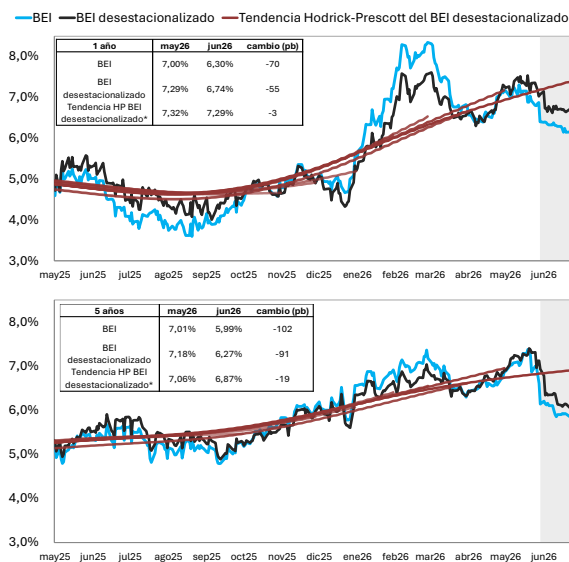 BEI BEI desestacionalizado Tendencia Hodrick-Prescott del BEI desestacionalizado
8,0%
7,0%
6,0%
5,0%
4,0%
3,0%
1 año may26 jun26 cambio (pb)
BEI 7,00% 6,30% -70
BEI desestacionalizado 7,29% 6,74% -55
Tendencia HP BEI desestacionalizado* 7,32% 7,29% -3
may25 jun25 jul25 ago25 sep25 oct25 nov25 dic25 ene26 feb26 mar26 abr26 may26 jun26
8,0%
7,0%
6,0%
5,0%
4,0%
3,0%
5 años may26 jun26 cambio (pb)
BEI 7,01% 5,99% -102
BEI desestacionalizado 7,18% 6,27% -91
Tendencia HP BEI desestacionalizado* 7,06% 6,87% -19
may25 jun25 jul25 ago25 sep25 oct25 nov25 dic25 ene26 feb26 mar26 abr26 may26 jun26